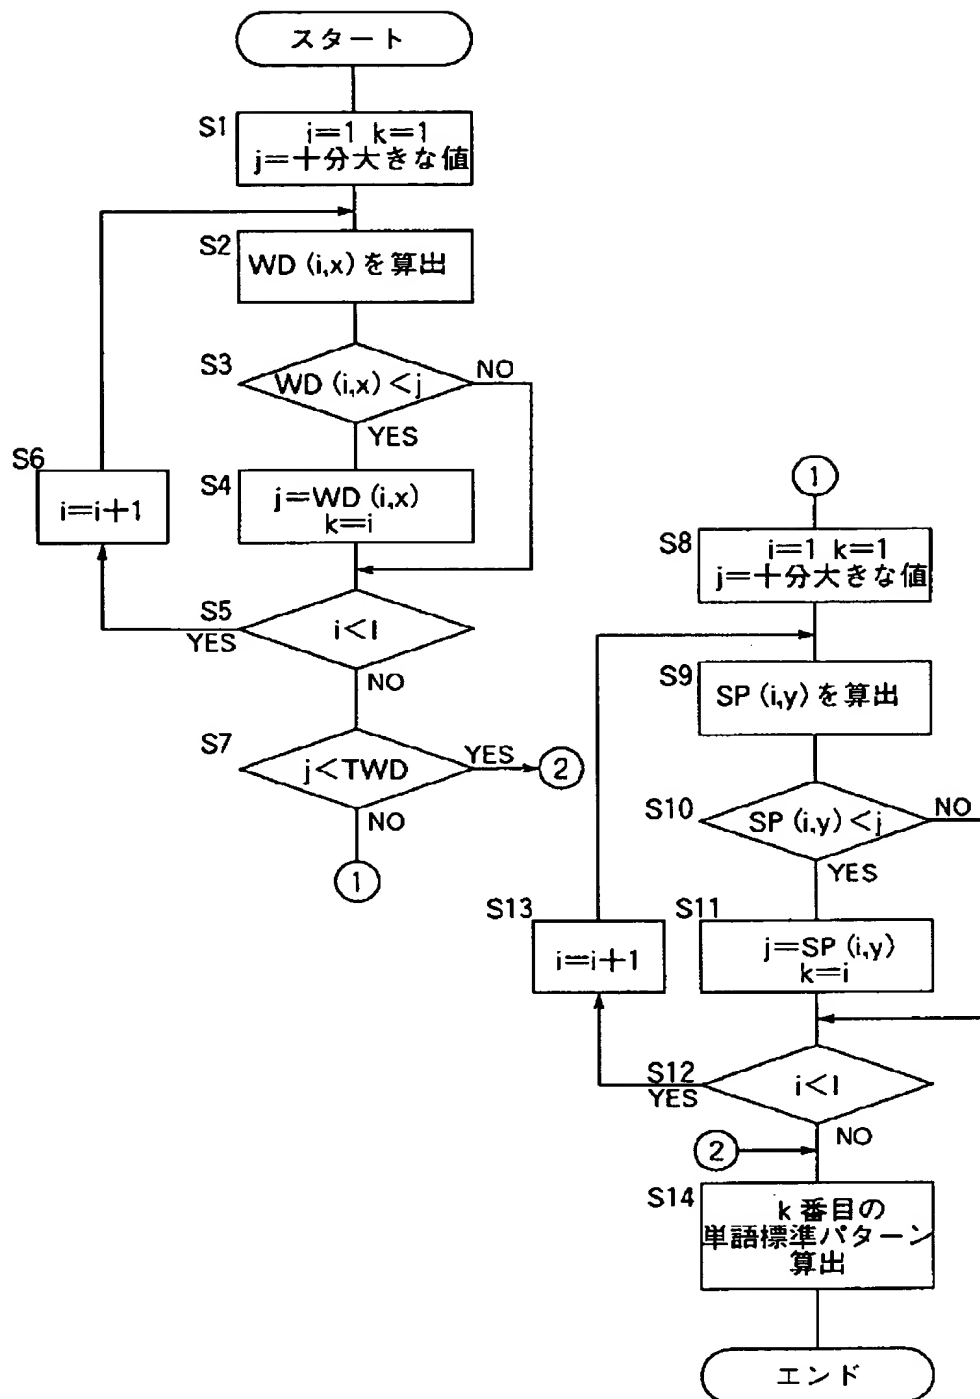 スタート
S1
i=1 k=1
j=十分大きな値
S2
WD (i,x) を算出
S3
WD (i,x) <j
NO
YES
S6
i=i+1
S4
j=WD (i,x)
k=i
S5
YES
i<I
NO
S7
j<TWD
YES
2
NO
1
1
S8
i=1 k=1
j=十分大きな値
S9
SP (i,y) を算出
S10
SP (i,y) <j
NO
YES
S13
i=i+1
S11
j=SP (i,y)
k=i
S12
YES
i<I
NO
2
S14
k 番目の
単語標準パターン
算出
エンド